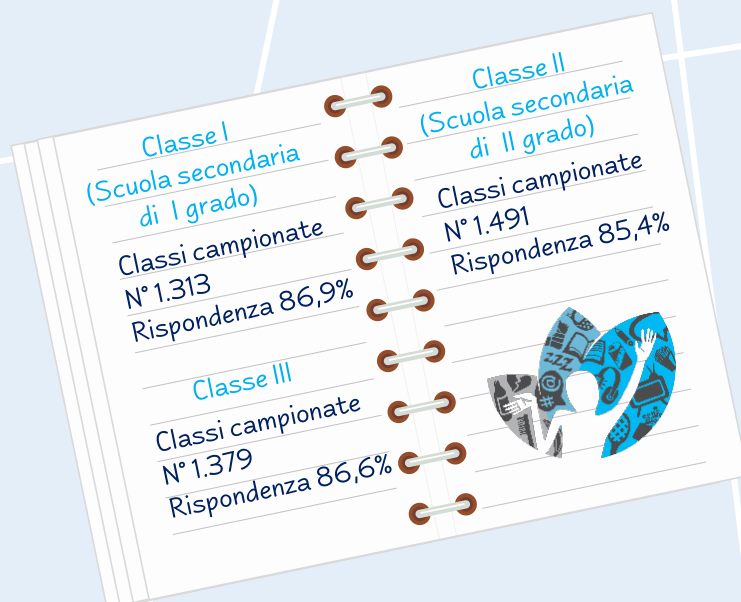 Classe I
(Scuola secondaria
di I grado)
Classi campionate
N° 1.313
Rispondenza 86,9%
Classe III
Classi campionate
N° 1.379
Rispondenza 86,6%
Classe II
(Scuola secondaria
di II grado)
Classi campionate
N° 1.491
Rispondenza 85,4%
zzz
@
#